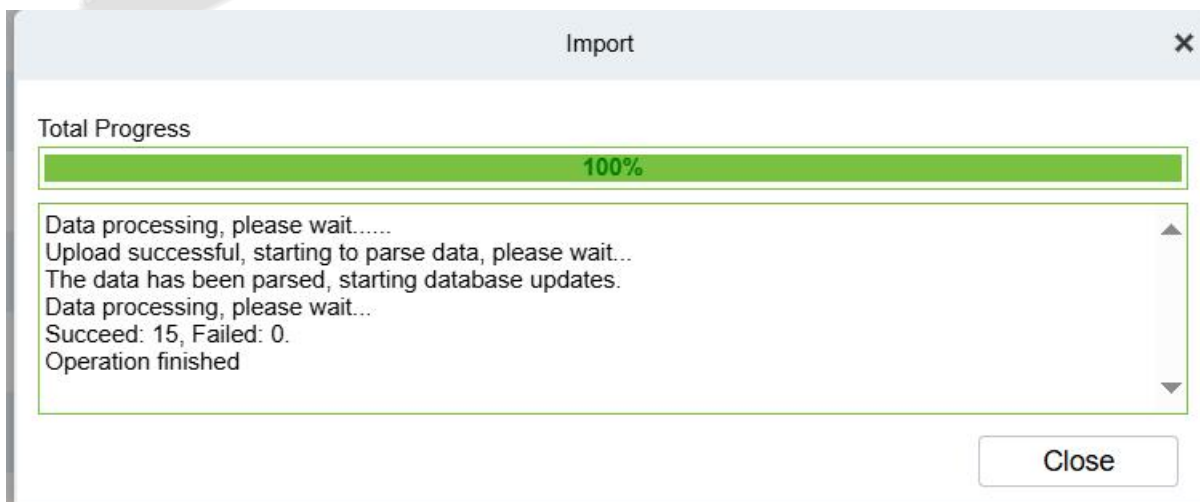 Import
Total Progress
100%
Data processing, please wait......
Upload successful, starting to parse data, please wait...
The data has been parsed, starting database updates.
Data processing, please wait...
Succeed: 15, Failed: 0.
Operation finished
Close